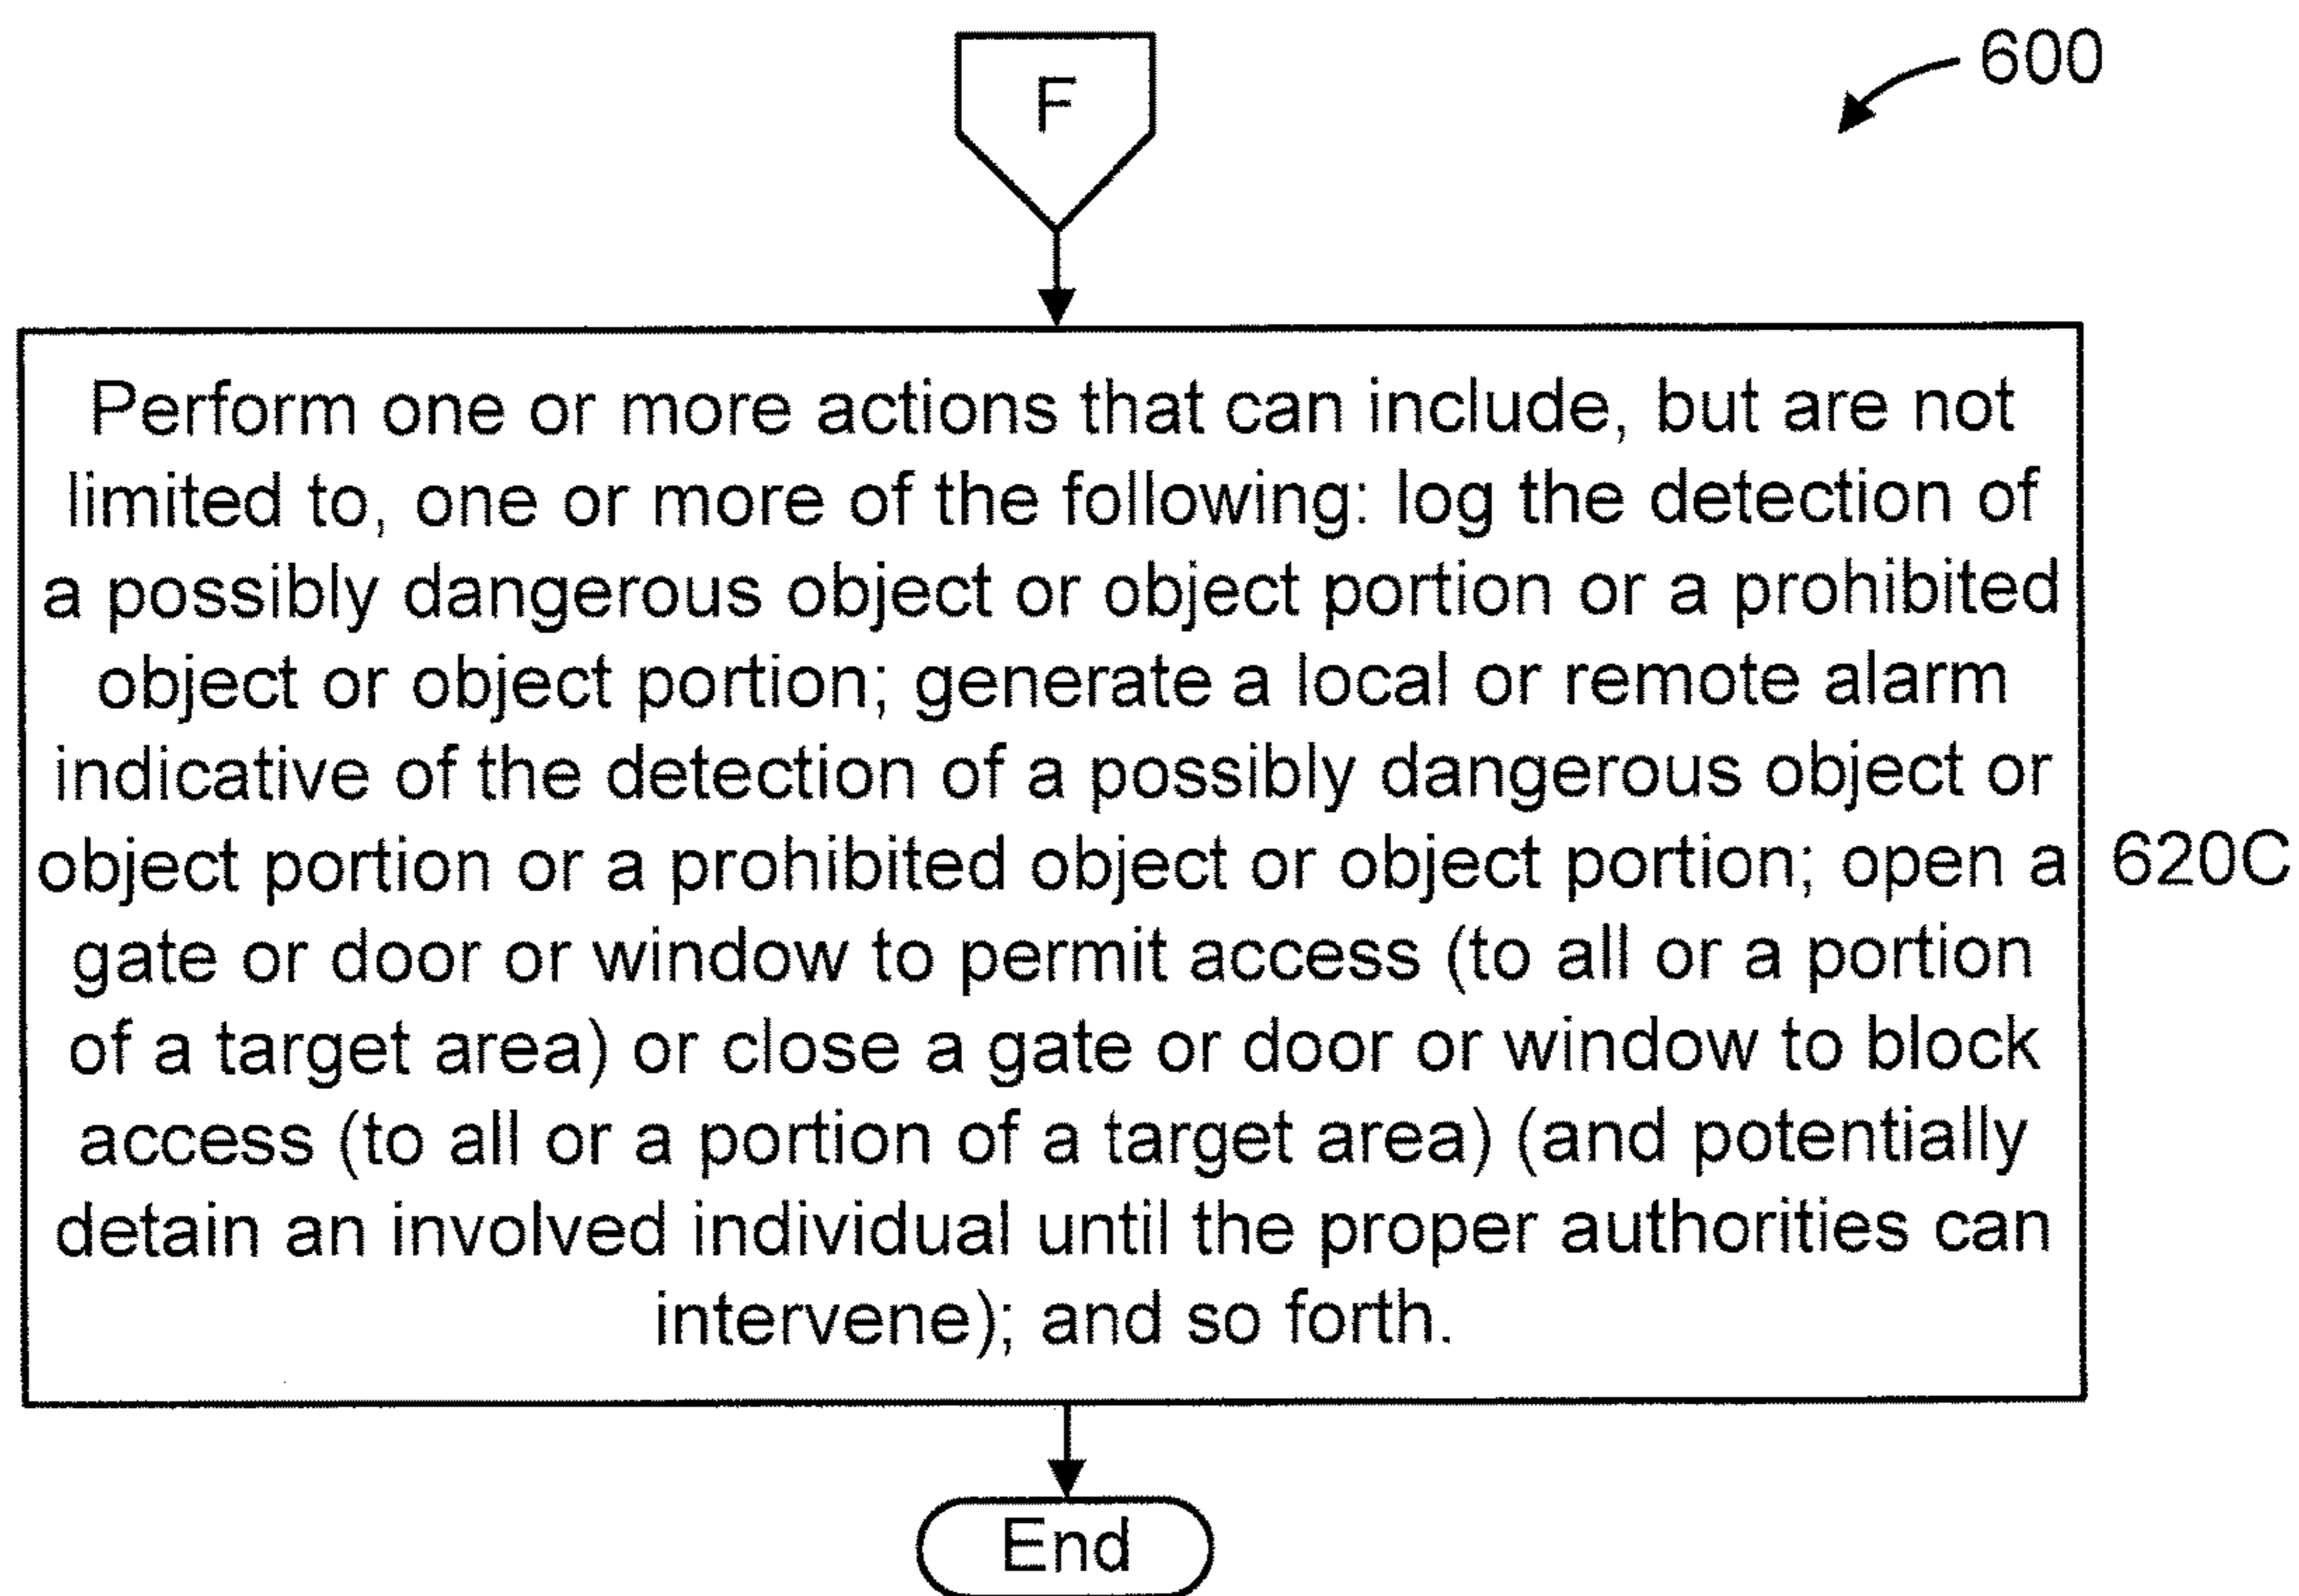 F
600
Perform one or more actions that can include, but are not
limited to, one or more of the following: log the detection of
a possibly dangerous object or object portion or a prohibited
object or object portion; generate a local or remote alarm
indicative of the detection of a possibly dangerous object or
object portion or a prohibited object or object portion; open a
gate or door or window to permit access (to all or a portion
of a target area) or close a gate or door or window to block
access (to all or a portion of a target area) (and potentially
detain an involved individual until the proper authorities can
intervene); and so forth.
620C
End